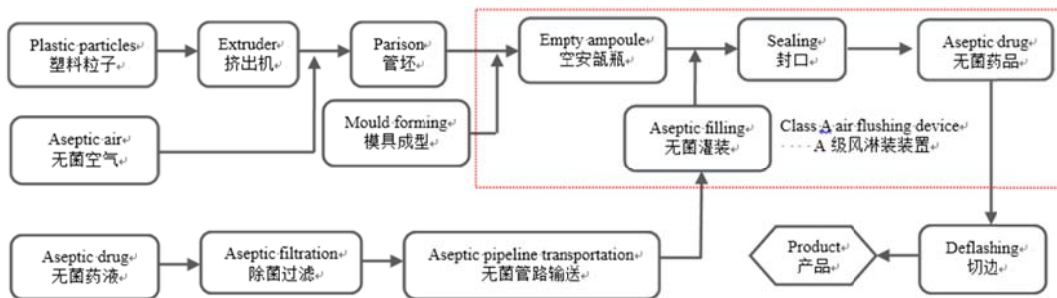 Plastic particles
塑料粒子
Extruder
挤出机
Parison
管坯
Empty ampoule
空安瓿瓶
Sealing
封口
Aseptic drug
无菌药品
Mould forming
模具成型
Aseptic air
无菌空气
Aseptic filling
无菌灌装
Class A air flushing device
A 级风淋装装置
Aseptic drug
无菌药液
Aseptic filtration
除菌过滤
Aseptic pipeline transportation
无菌管路输送
Product
产品
Deflashing
切边